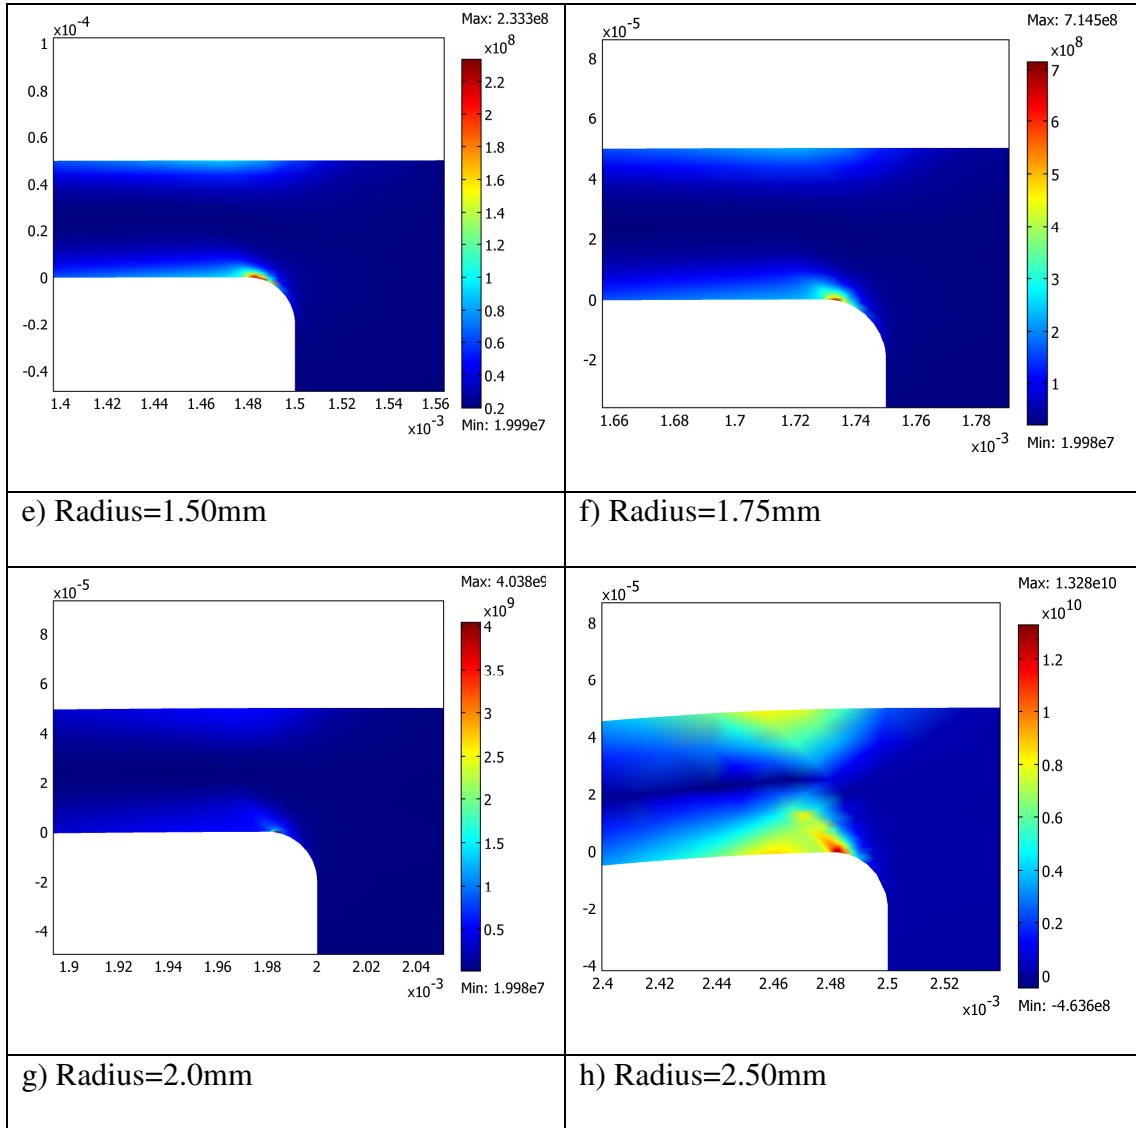 Max: 2.333e8
x10-4
x10^8
1
0.8
0.6
0.4
0.2
0
-0.2
-0.4
2.2
2
1.8
1.6
1.4
1.2
1
0.8
0.6
0.4
0.2
1.4 1.42 1.44 1.46 1.48 1.5 1.52 1.54 1.56
x10-3
Min: 1.999e7
Max: 7.145e8
x10-5
x10^8
8
6
4
2
0
-2
7
6
5
4
3
2
1
1.66 1.68 1.7 1.72 1.74 1.76 1.78
x10-3
Min: 1.998e7
e) Radius=1.50mm
f) Radius=1.75mm
Max: 4.038e9
x10-5
x10^9
8
6
4
2
0
-2
-4
4
3.5
3
2.5
2
1.5
1
0.5
1.9 1.92 1.94 1.96 1.98 2 2.02 2.04
x10-3
Min: 1.998e7
Max: 1.328e10
x10-5
x10^10
8
6
4
2
0
-2
-4
1.2
1
0.8
0.6
0.4
0.2
0
2.4 2.42 2.44 2.46 2.48 2.5 2.52
x10-3
Min: -4.636e8
g) Radius=2.0mm
h) Radius=2.50mm